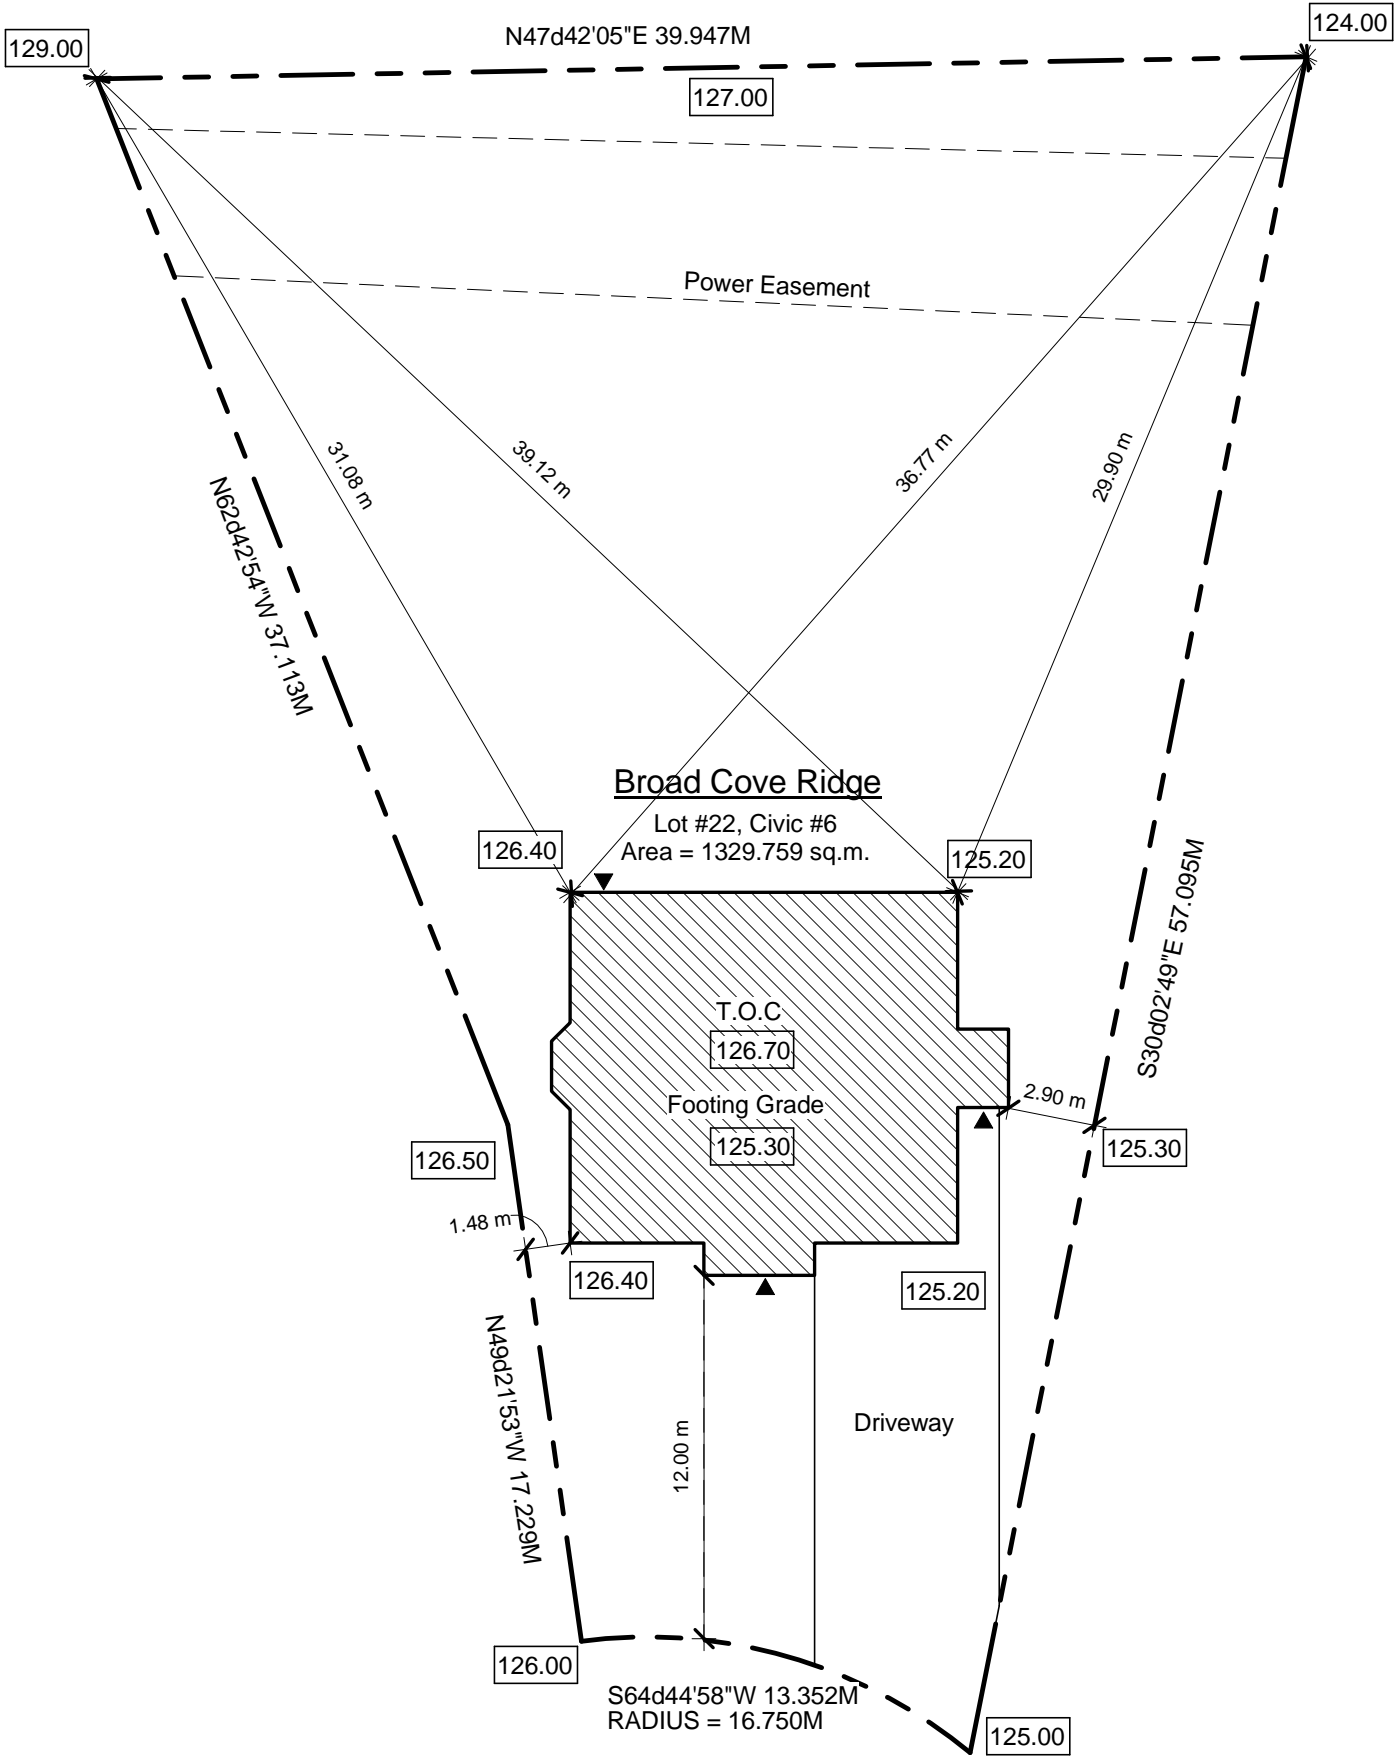 129.00
N47d42'05"E 39.947M
124.00
127.00
Power Easement
31.08 m
39.12 m
36.77 m
29.90 m
N62d42'54"W 37.113M
Broad Cove Ridge
Lot #22, Civic #6
Area = 1329.759 sq.m.
126.40
125.20
S30d02'49"E 57.095M
T.O.C
126.70
Footing Grade
125.30
2.90 m
125.30
126.50
1.48 m
126.40
125.20
N49d21'53"W 17.229M
12.00 m
Driveway
126.00
S64d44'58"W 13.352M
RADIUS = 16.750M
125.00